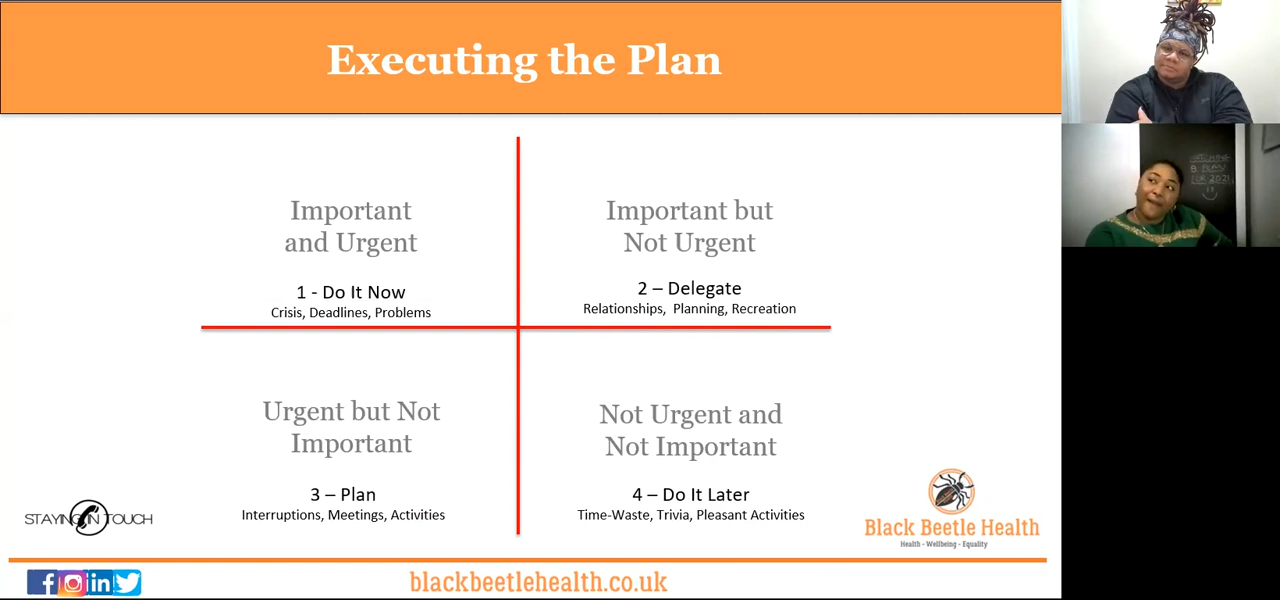 Executing the Plan
Important
and Urgent
1 - Do It Now
Crisis, Deadlines, Problems
Important but
Not Urgent
2 – Delegate
Relationships,  Planning, Recreation
Urgent but Not
Important
3 – Plan
Interruptions, Meetings, Activities
Not Urgent and
Not Important
4 – Do It Later
Time-Waste, Trivia, Pleasant Activities
STAYING IN TOUCH
Black Beetle Health
Health - Wellbeing - Equality
blackbeetlehealth.co.uk
f
in
B PLAN
2021